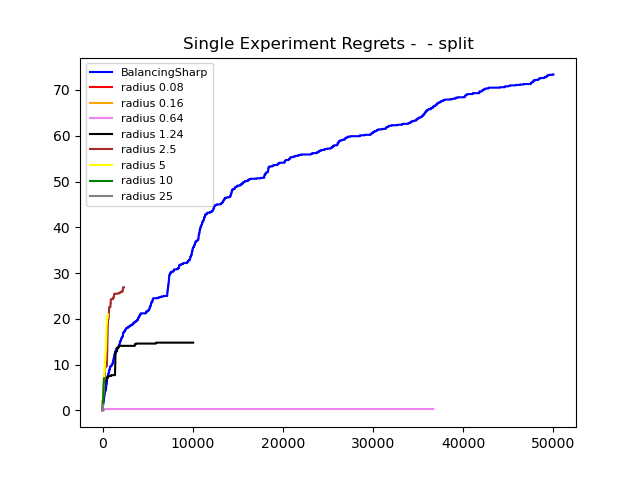 Single Experiment Regrets -  - split
BalancingSharp
radius 0.08
radius 0.16
radius 0.64
radius 1.24
radius 2.5
radius 5
radius 10
radius 25
70
60
50
40
30
20
10
0
0 10000 20000 30000 40000 50000